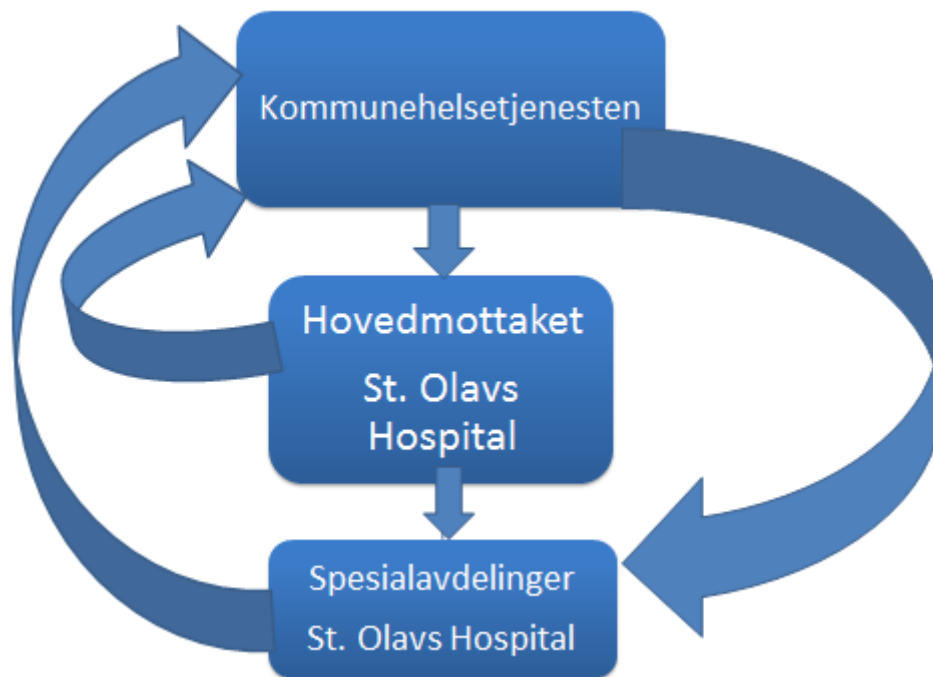 Kommunehelsetjenesten
Hovedmottaket
St. Olavs
Hospital
Spesialavdelinger
St. Olavs Hospital